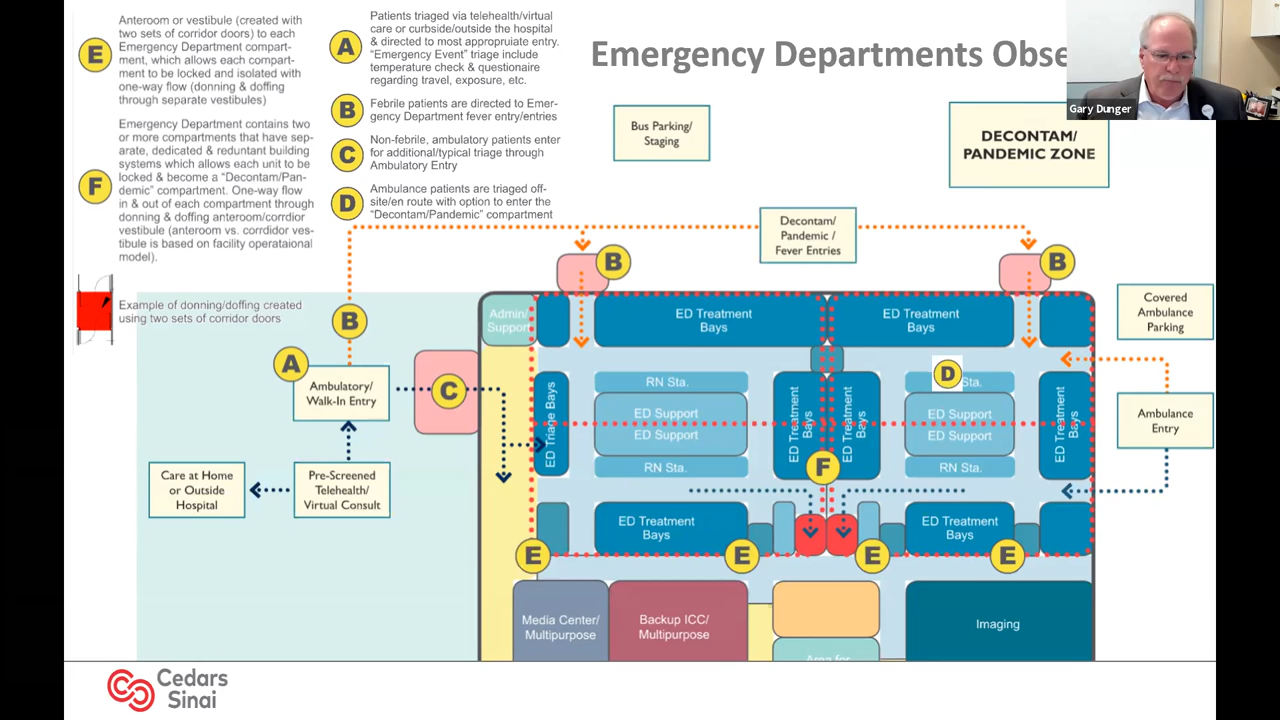 Emergency Departments Obse
Gary Dunger
E
Anteroom or vestibule (created with
two sets of corridor doors) to each
Emergency Department compart-
ment, which allows each compart-
ment to be locked and isolated with
one-way flow (donning & doffing
through separate vestibules)
F
Emergency Department contains two
or more compartments that have sep-
arate, dedicated & reduntant building
systems which allows each unit to be
locked & become a “Decontam/Pan-
demic” compartment. One-way flow
in & out of each compartment through
donning & doffing anteroom/corrdior
vestibule (anteroom vs. corrdidor ves-
tibule is based on facility operataional
model).
Example of donning/doffing created
using two sets of corridor doors
A
Patients triaged via telehealth/virtual
care or curbside/outside the hospital
& directed to most appropruiate entry.
“Emergency Event” triage include
temperature check & questionaire
regarding travel, exposure, etc.
B
Febrile patients are directed to Emer-
gency Department fever entry/entries
C
Non-febrile, ambulatory patients enter
for additional/typical triage through
Ambulatory Entry
D
Ambulance patients are triaged off-
site/en route with option to enter the
“Decontam/Pandemic” compartment
Bus Parking/
Staging
DECONTAM/
PANDEMIC ZONE
Decontam/
Pandemic /
Fever Entries
B
B
Covered
Ambulance
Parking
Admin/
Support
ED Treatment
Bays
ED Treatment
Bays
B
A
Ambulatory/
Walk-In Entry
C
ED Triage Bays
RN Sta.
ED Support
ED Support
RN Sta.
ED Treatment
Bays
ED Treatment
Bays
D
Sta.
ED Support
ED Support
RN Sta.
ED Treatment
Bays
Ambulance
Entry
F
Care at Home
or Outside
Hospital
Pre-Screened
Telehealth/
Virtual Consult
ED Treatment
Bays
ED Treatment
Bays
E
E
E
E
Media Center/
Multipurpose
Backup ICC/
Multipurpose
Imaging
Area for
Cedars
Sinai